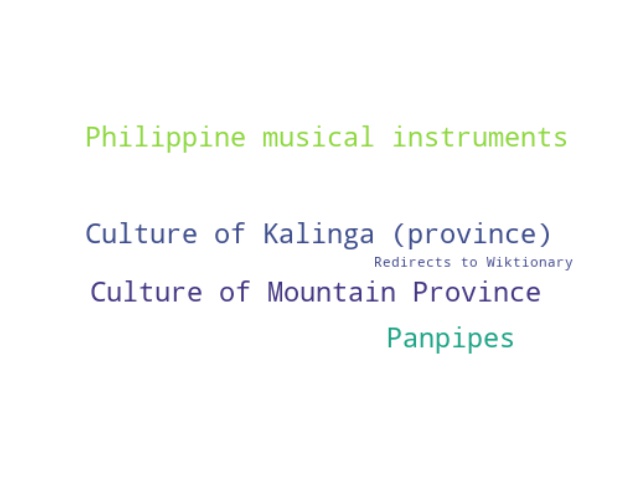 Philippine musical instruments
Culture of Kalinga (province)
Redirects to Wiktionary
Culture of Mountain Province
Panpipes